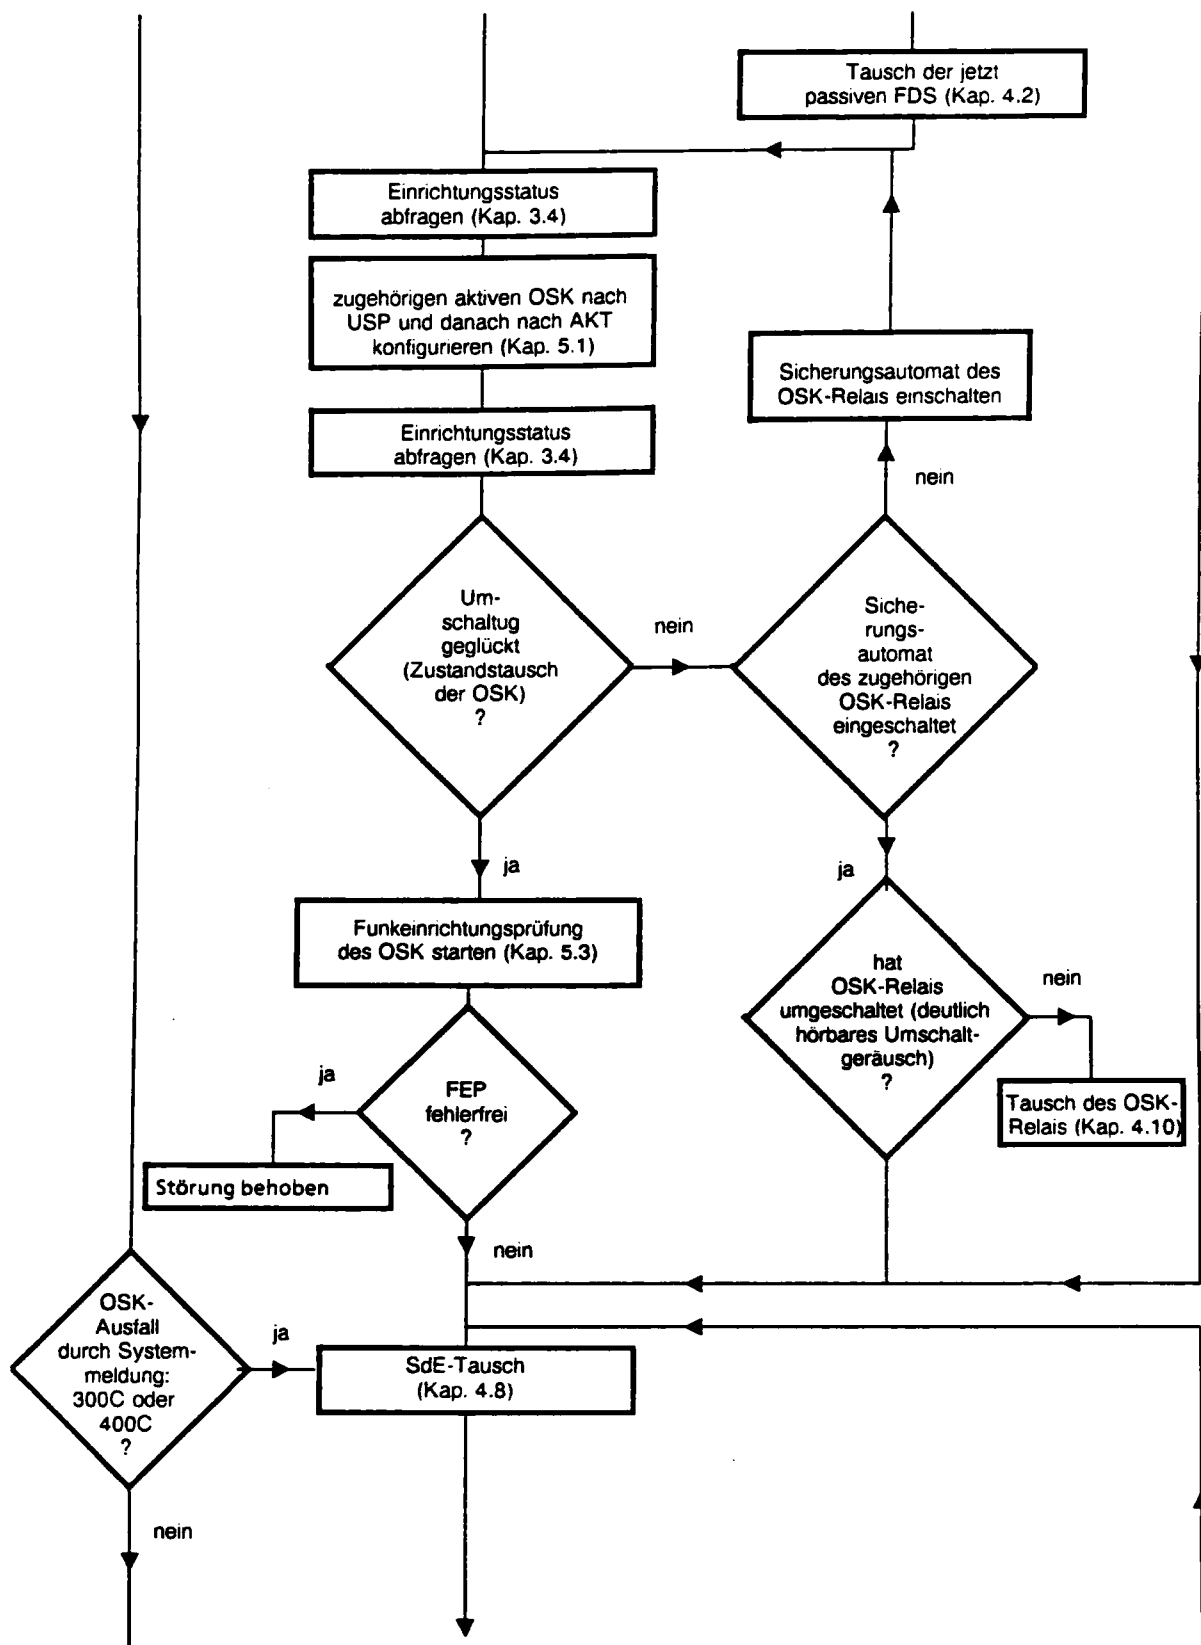 Tausch der jetzt
passiven FDS (Kap. 4.2)
Einrichtungsstatus
abfragen (Kap. 3.4)
zugehörigen aktiven OSK nach
USP und danach nach AKT
konfigurieren (Kap. 5.1)
Sicherungsautomat des
OSK-Relais einschalten
Einrichtungsstatus
abfragen (Kap. 3.4)
nein
Um-
schaltug
geglückt
(Zustandstausch
der OSK)
?
nein
Siche-
rungs-
automat
des zugehörigen
OSK-Relais
eingeschaltet
?
ja
ja
Funkeinrichtungsprüfung
des OSK starten (Kap. 5.3)
hat
OSK-Relais
umgeschaltet (deutlich
hörbares Umschalt-
geräusch)
?
nein
Tausch des OSK-
Relais (Kap. 4.10)
FEP
fehlerfrei
?
ja
Störung behoben
nein
OSK-
Ausfall
durch System-
meldung:
300C oder
400C
?
ja
SdE-Tausch
(Kap. 4.8)
nein